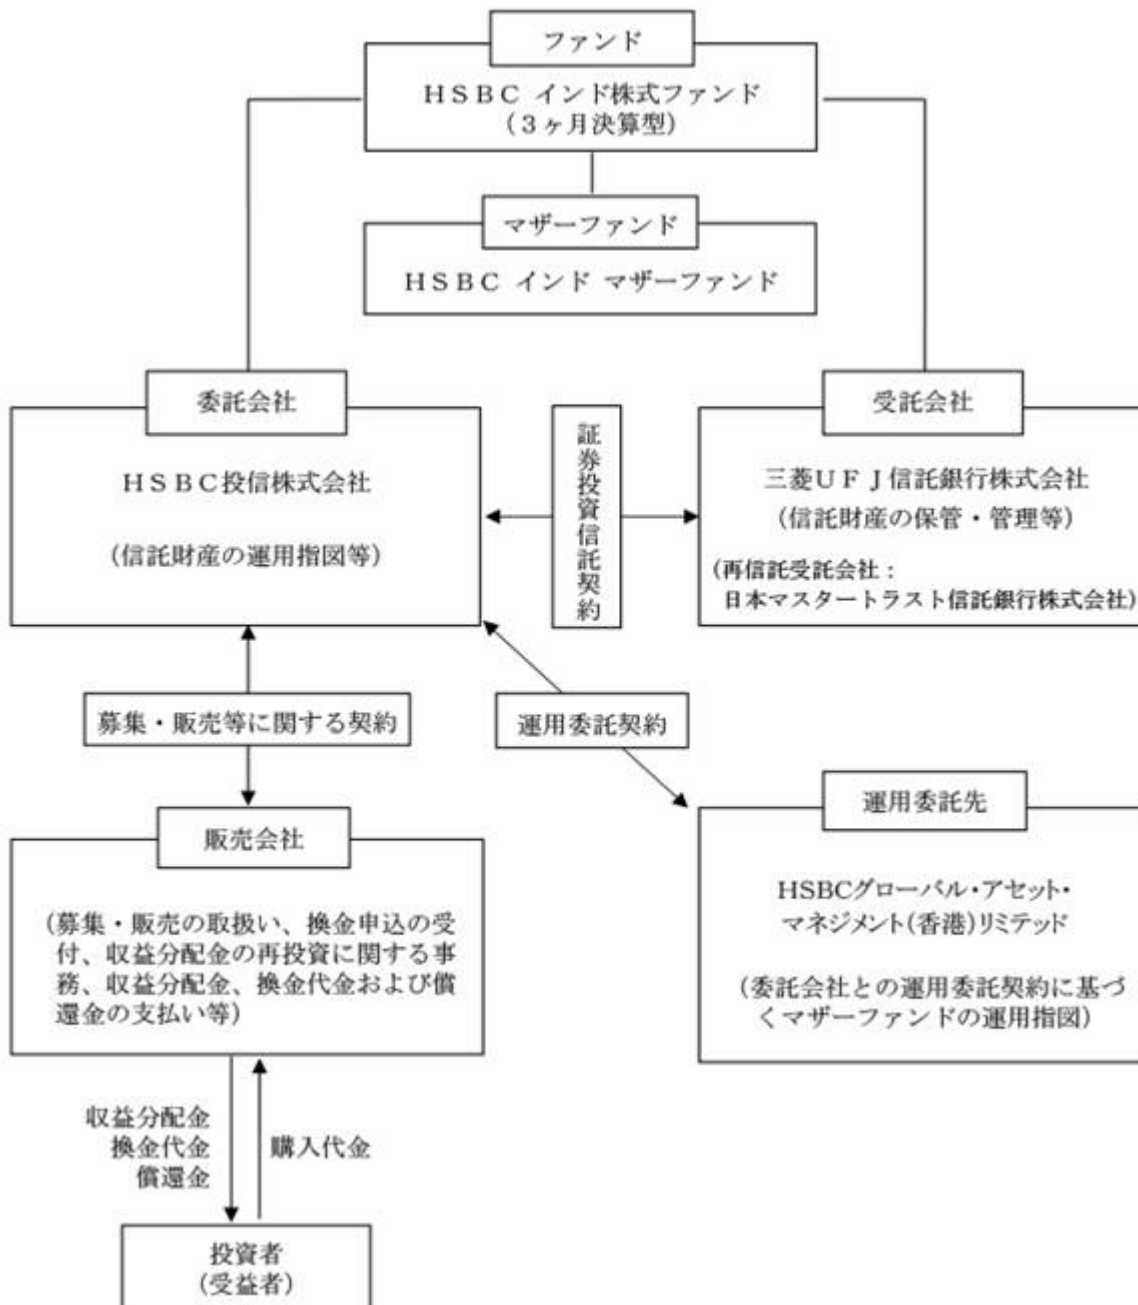 ファンド
HSBC インド株式ファンド
(3ヶ月決算型)
マザーファンド
HSBC インド マザーファンド
委託会社
HSBC投信株式会社
(信託財産の運用指図等)
証券投資信託契約
受託会社
三菱UFJ信託銀行株式会社
(信託財産の保管・管理等)
(再信託受託会社:
日本マスタートラスト信託銀行株式会社)
募集・販売等に関する契約
運用委託契約
販売会社
(募集・販売の取扱い、換金申込の受
付、収益分配金の再投資に関する事
務、収益分配金、換金代金および償
還金の支払い等)
運用委託先
HSBCグローバル・アセット・
マネジメント(香港)リミテッド
(委託会社との運用委託契約に基づ
くマザーファンドの運用指図)
収益分配金
換金代金
償還金
購入代金
投資者
(受益者)